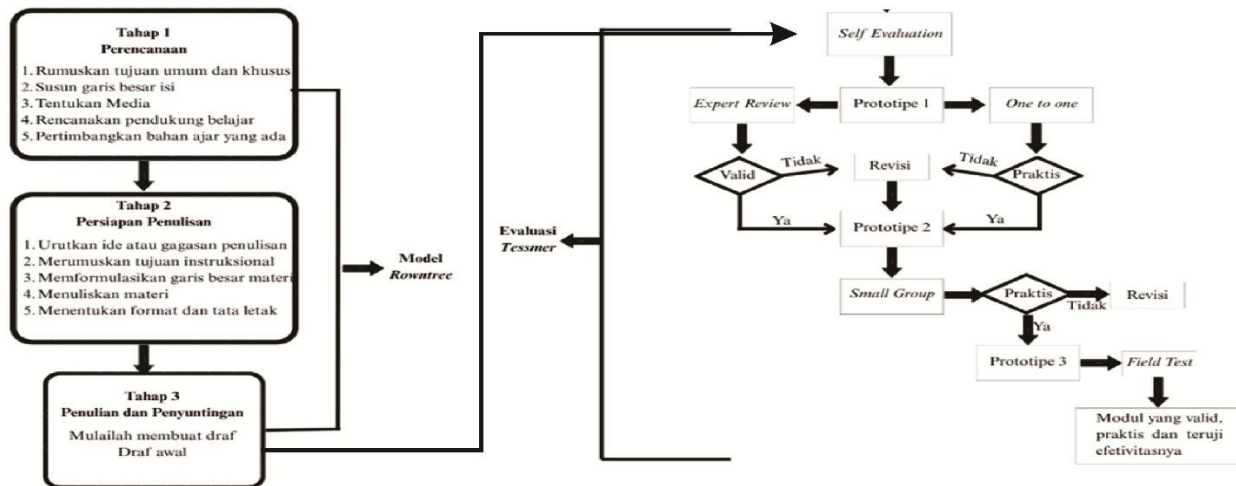 Tahap 1
Perencanaan
1. Rumuskan tujuan umum dan khusus
2. Susun garis besar isi
3. Tentukan Media
4. Rencanakan pendukung belajar
5. Pertimbangkan bahan ajar yang ada
Tahap 2
Persiapan Penulisan
1. Urutkan ide atau gagasan penulisan
2. Merumuskan tujuan instruksional
3. Memformulasikan garis besar materi
4. Menuliskan materi
5. Menentukan format dan tata letak
Tahap 3
Penulian dan Penyuntingan
Mulailah membuat draf
Draf awal
Model
Rowntree
Evaluasi
Tessmer
Self Evaluation
Expert Review
Prototipe 1
One to one
Valid
Tidak
Revisi
Tidak
Praktis
Ya
Prototipe 2
Ya
Small Group
Praktis
Tidak
Revisi
Ya
Prototipe 3
Field Test
Modul yang valid,
praktis dan teruji
efetivitasnya